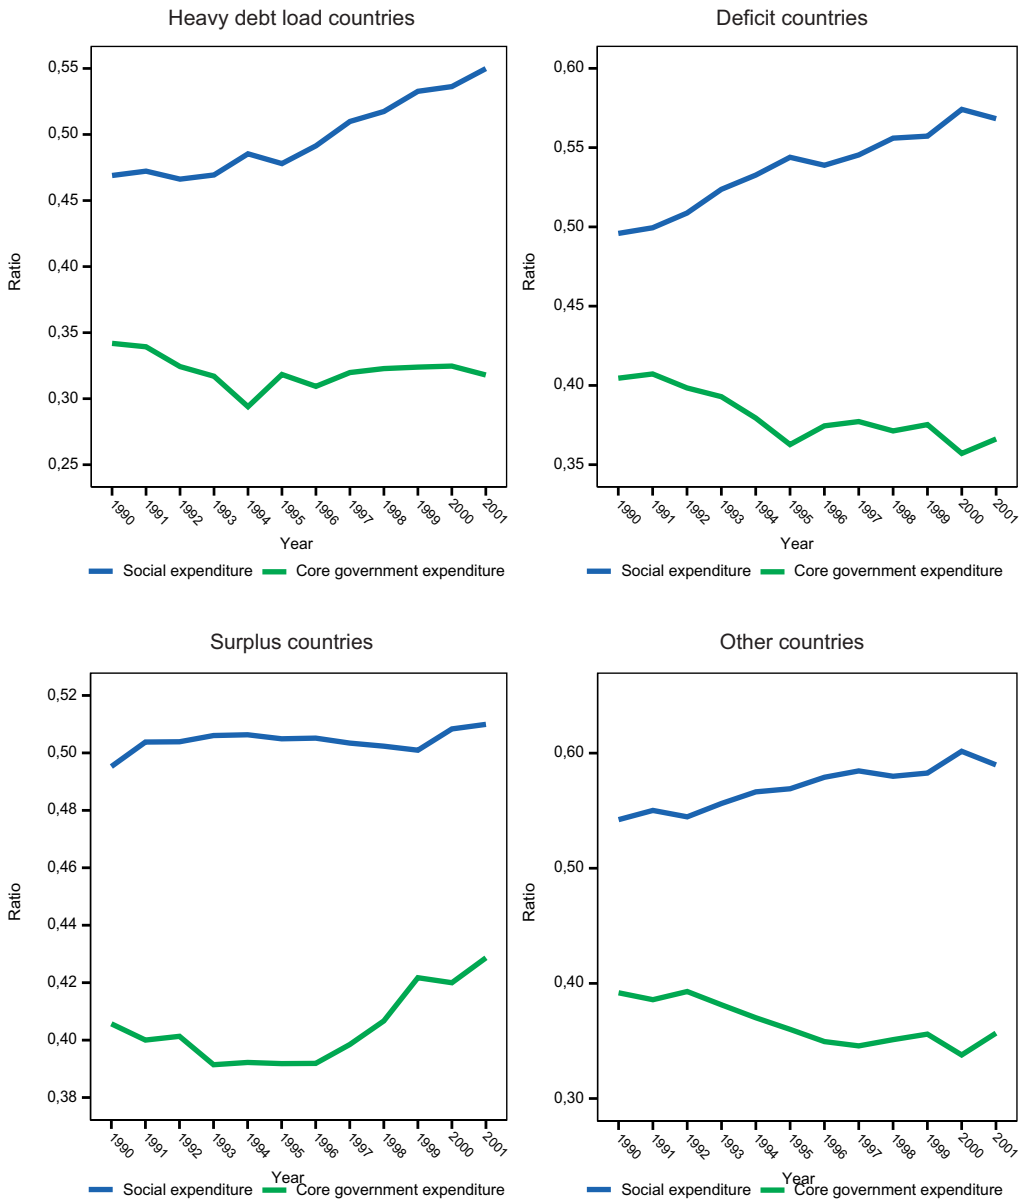 Heavy debt load countries
0,55
0,50
0,45
0,40
0,35
0,30
0,25
Ratio
1990 1991 1992 1993 1994 1995 1996 1997 1998 1999 2000 2001
Year
Social expenditure Core government expenditure
Deficit countries
0,60
0,55
0,50
0,45
0,40
0,35
Ratio
1990 1991 1992 1993 1994 1995 1996 1997 1998 1999 2000 2001
Year
Social expenditure Core government expenditure
Surplus countries
0,52
0,50
0,48
0,46
0,44
0,42
0,40
0,38
Ratio
1990 1991 1992 1993 1994 1995 1996 1997 1998 1999 2000 2001
Year
Social expenditure Core government expenditure
Other countries
0,60
0,50
0,40
0,30
Ratio
1990 1991 1992 1993 1994 1995 1996 1997 1998 1999 2000 2001
Year
Social expenditure Core government expenditure